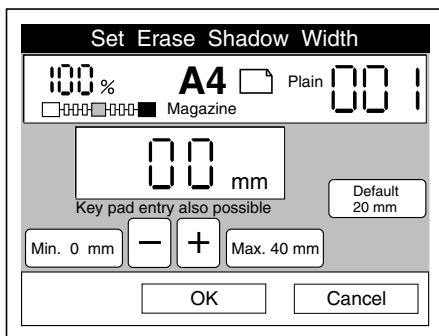 Set Erase Shadow Width
100 % A4 Plain 001
Magazine
00 mm
Key pad entry also possible
Default
20 mm
Min. 0 mm − + Max. 40 mm
OK Cancel